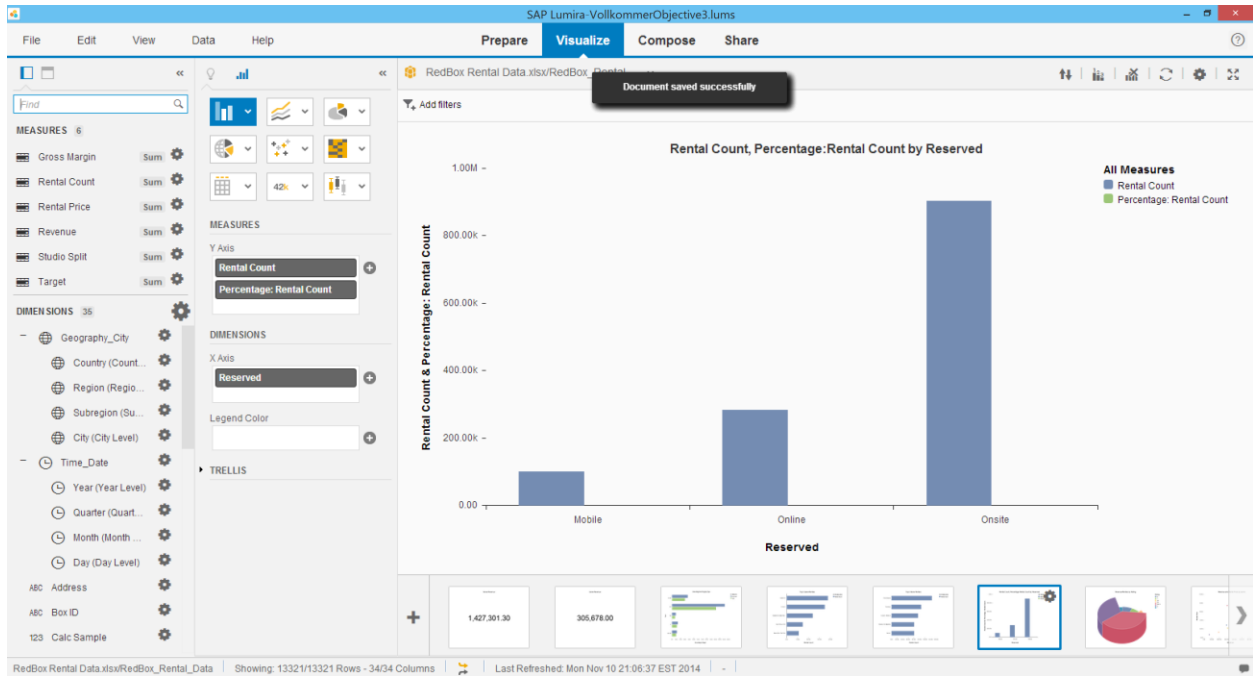 SAP Lumira-VollkommerObjective3.lums
File Edit View Data Help Prepare Visualize Compose Share
Find
MEASURES 6
Gross Margin Sum
Rental Count Sum
Rental Price Sum
Revenue Sum
Studio Split Sum
Target Sum
DIMENSIONS 35
Geography_City
Country (Count...
Region (Regio...
Subregion (Su...
City (City Level)
Time_Date
Year (Year Level)
Quarter (Quart...
Month (Month ...
Day (Day Level)
ABC Address
ABC Box ID
123 Calc Sample
42k
MEASURES
Y Axis
Rental Count
Percentage: Rental Count
DIMENSIONS
X Axis
Reserved
Legend Color
TRELLIS
RedBox Rental Data.xlsx/RedBox_Rental...
Document saved successfully
Add filters
Rental Count, Percentage:Rental Count by Reserved
Rental Count & Percentage: Rental Count
1.00M
800.00k
600.00k
400.00k
200.00k
0.00
Mobile Online Onsite
Reserved
All Measures
Rental Count
Percentage: Rental Count
1,427,301.30
305,678.00
RedBox Rental Data.xlsx/RedBox_Rental_Data Showing: 13321/13321 Rows - 34/34 Columns Last Refreshed: Mon Nov 10 21:06:37 EST 2014 -